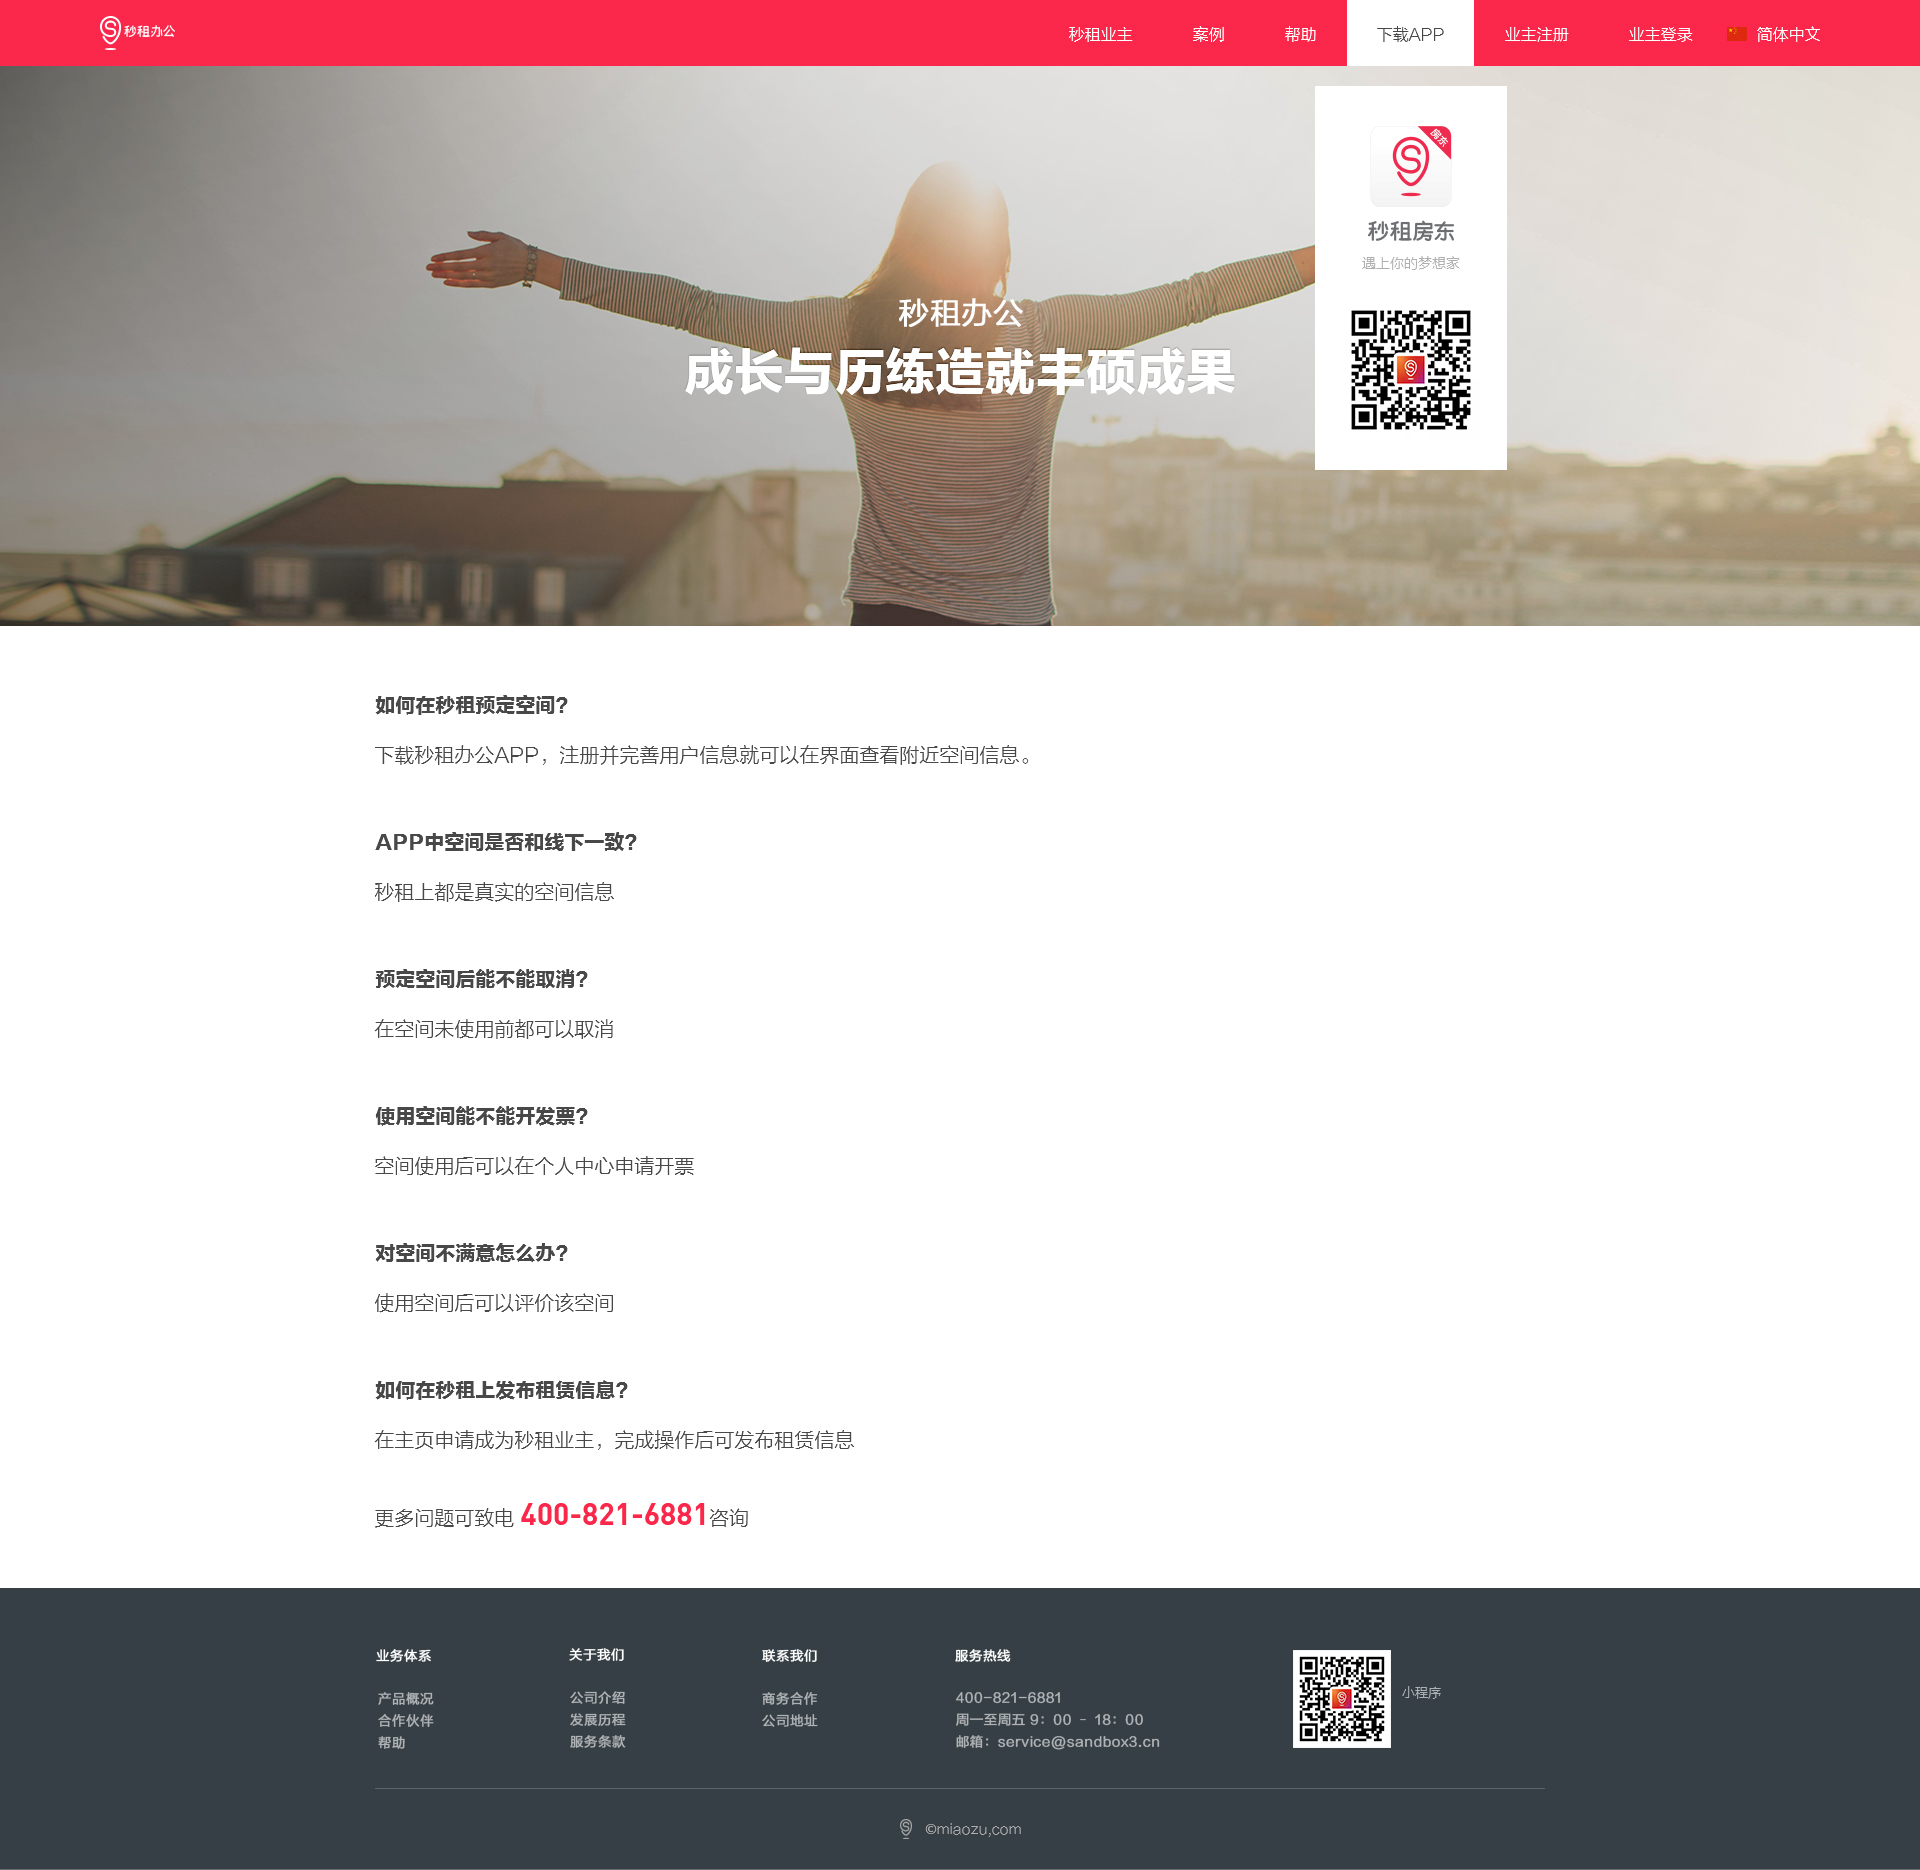 秒租办公
秒租业主
案例
帮助
下载APP
业主注册
业主登录
简体中文
房东
秒租房东
遇上你的梦想家
秒租办公
成长与历练造就丰硕成果
如何在秒租预定空间？
下载秒租办公APP，注册并完善用户信息就可以在界面查看附近空间信息。
APP中空间是否和线下一致？
秒租上都是真实的空间信息
预定空间后能不能取消？
在空间未使用前都可以取消
使用空间能不能开发票？
空间使用后可以在个人中心申请开票
对空间不满意怎么办？
使用空间后可以评价该空间
如何在秒租上发布租赁信息？
在主页申请成为秒租业主，完成操作后可发布租赁信息
更多问题可致电 400-821-6881咨询
业务体系
产品概况
合作伙伴
帮助
关于我们
公司介绍
发展历程
服务条款
联系我们
商务合作
公司地址
服务热线
400-821-6881
周一至周五 9：00 - 18：00
邮箱：service@sandbox3.cn
小程序
©miaozu,com